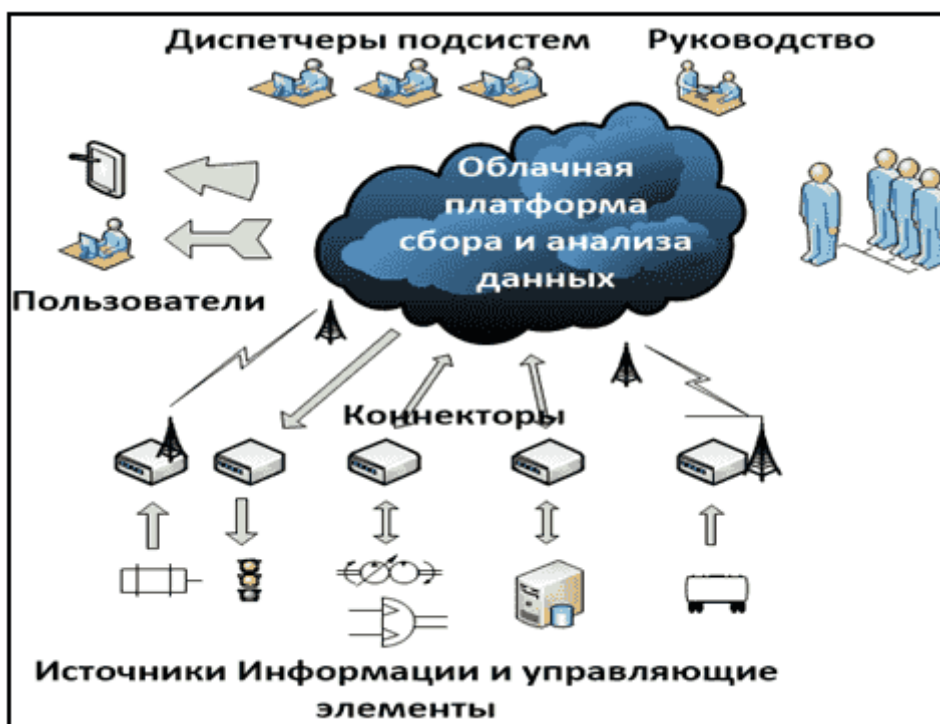 Диспетчеры подсистем
Руководство
Облачная
платформа
сбора и анализа
данных
Пользователи
Коннекторы
Источники Информации и управляющие
элементы